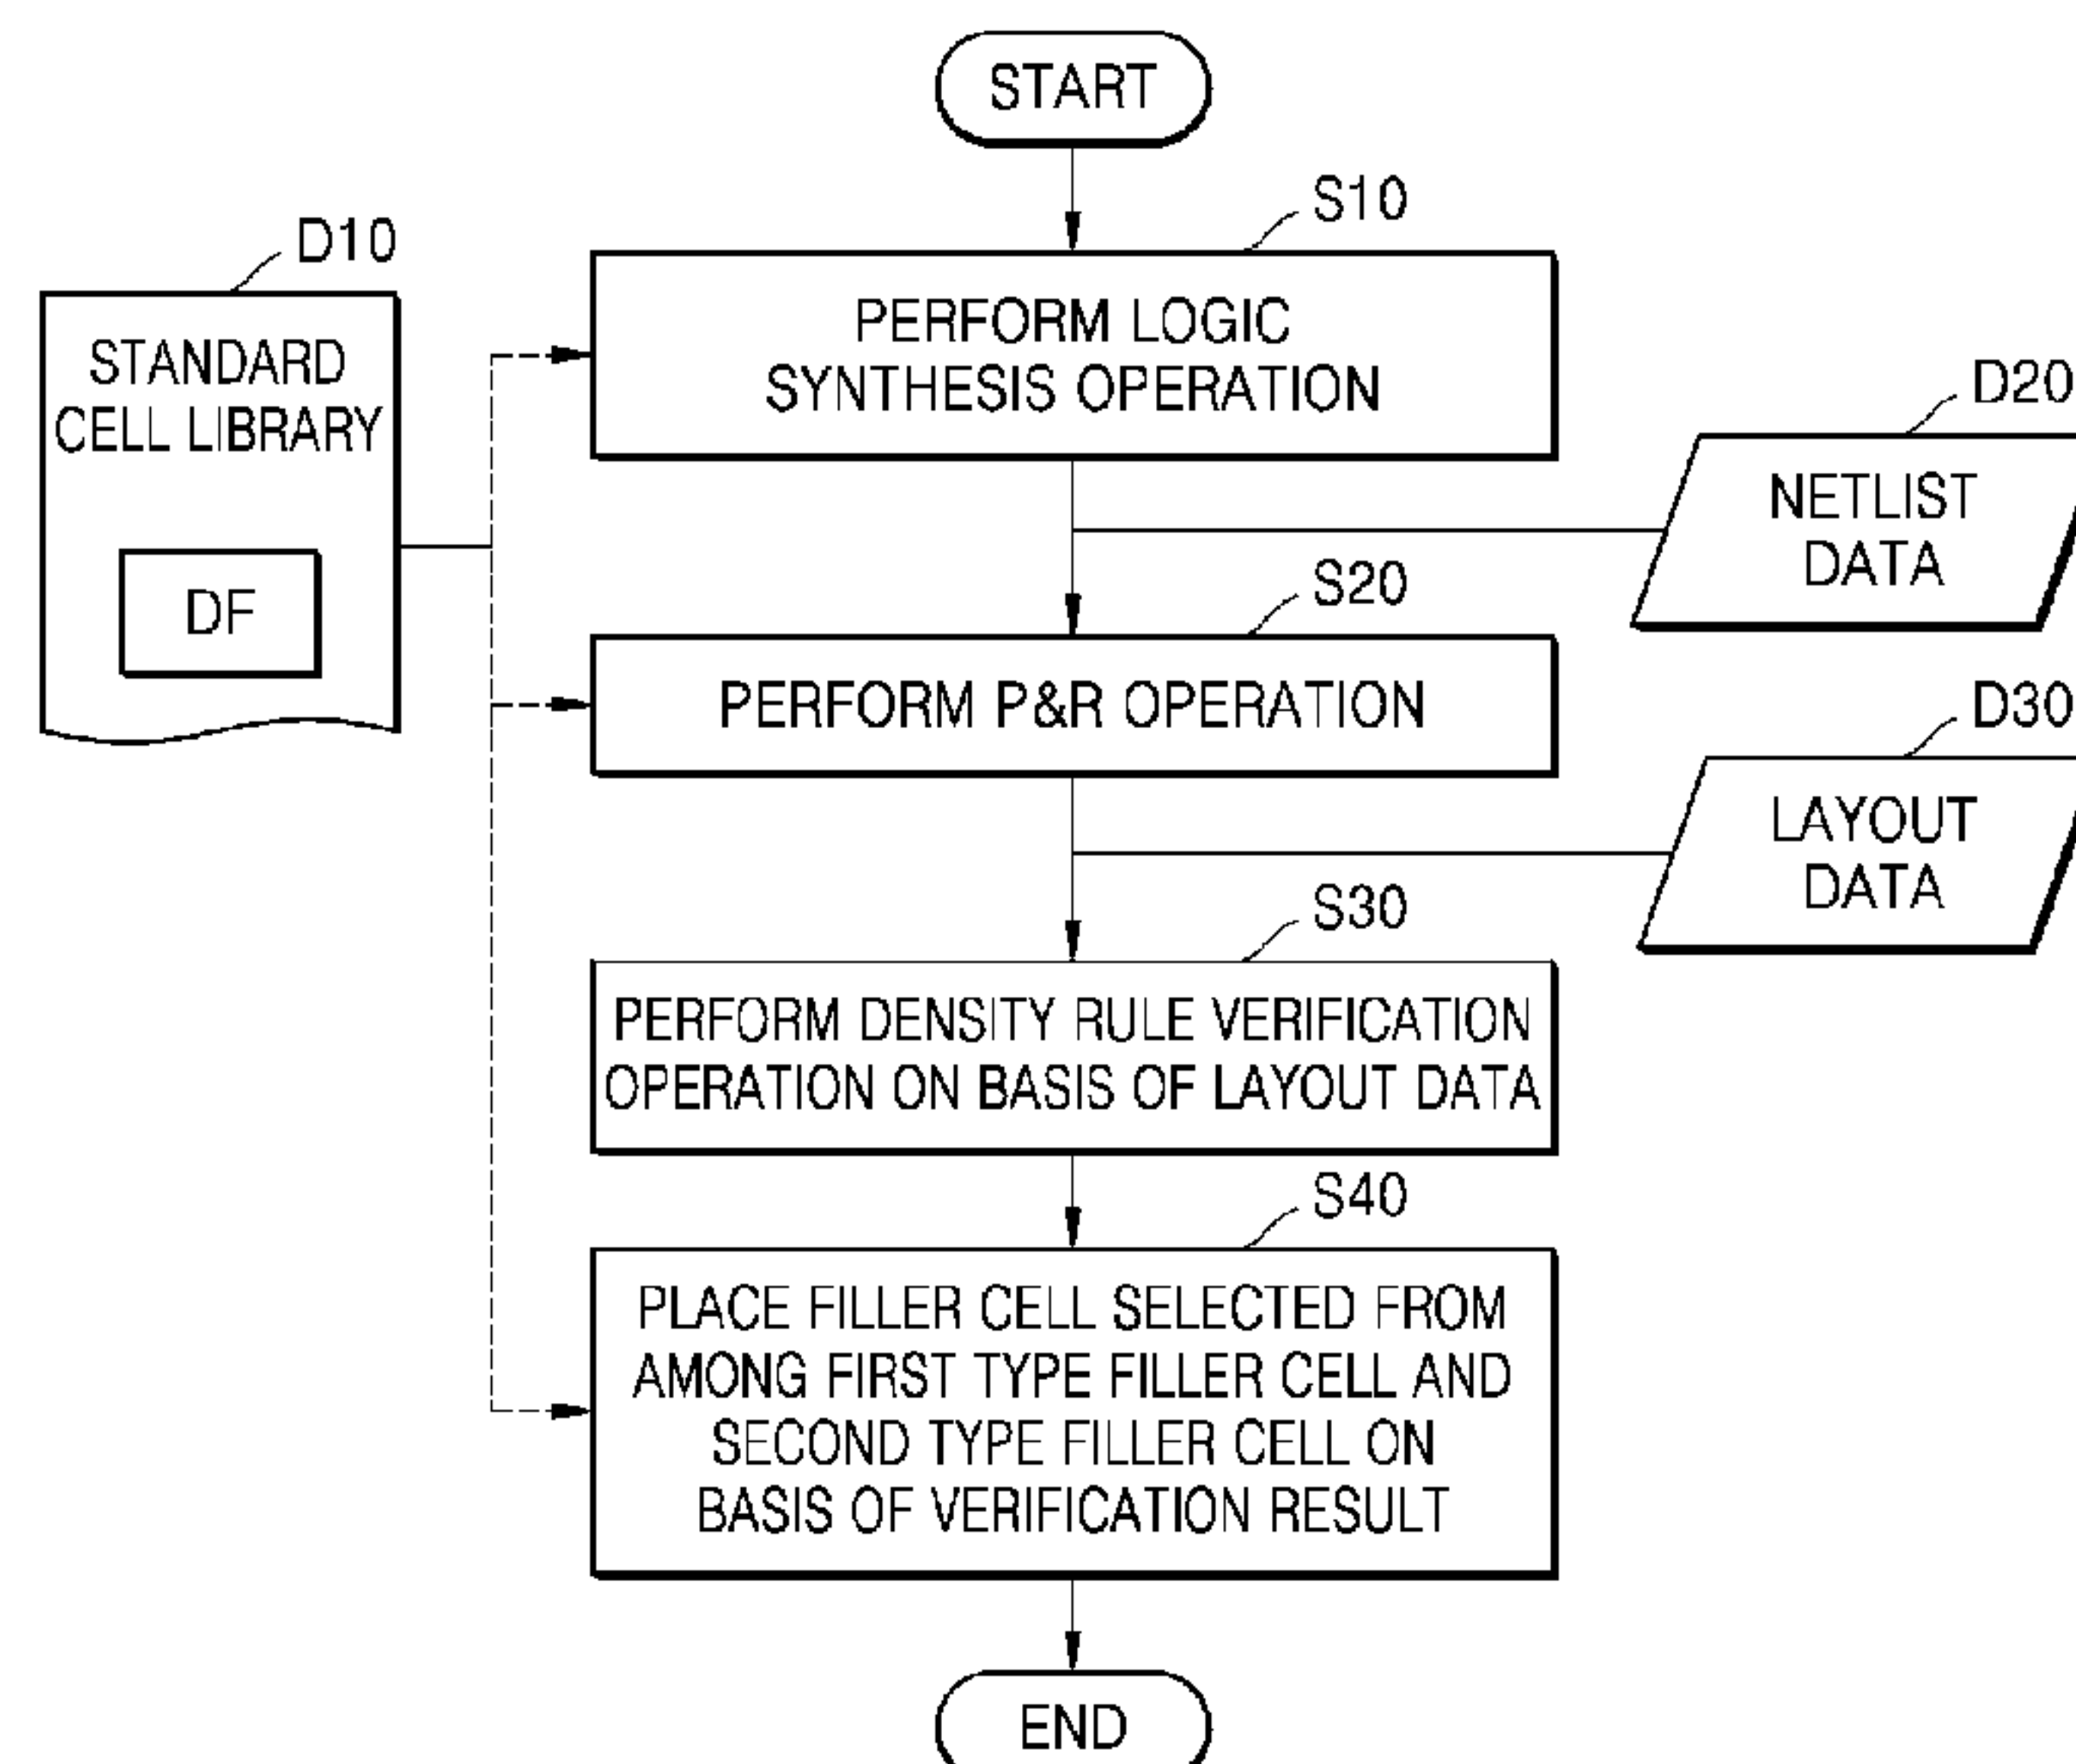 START
S10
D10
PERFORM LOGIC
SYNTHESIS OPERATION
STANDARD
CELL LIBRARY
DF
D20
NETLIST
DATA
S20
PERFORM P&R OPERATION
D30
LAYOUT
DATA
S30
PERFORM DENSITY RULE VERIFICATION
OPERATION ON BASIS OF LAYOUT DATA
S40
PLACE FILLER CELL SELECTED FROM
AMONG FIRST TYPE FILLER CELL AND
SECOND TYPE FILLER CELL ON
BASIS OF VERIFICATION RESULT
END